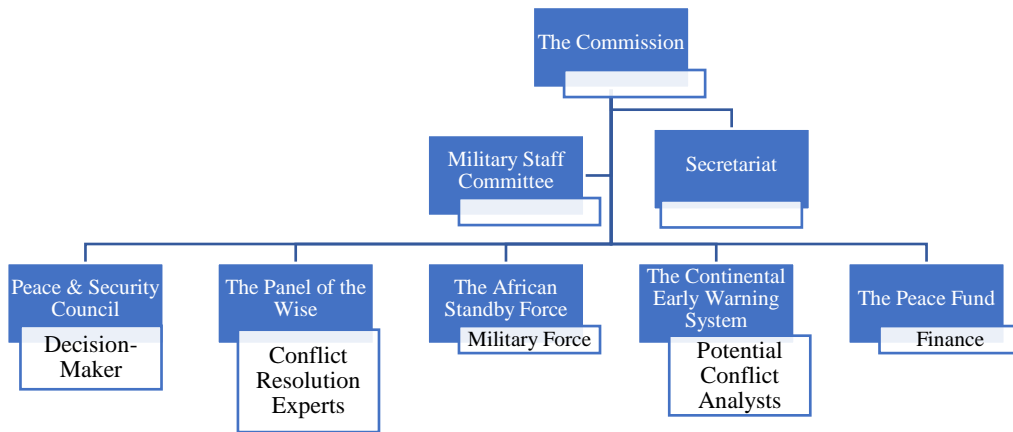 The Commission
Military Staff
Committee
Secretariat
Peace & Security
Council
Decision-
Maker
The Panel of the
Wise
Conflict
Resolution
Experts
The African
Standby Force
Military Force
The Continental
Early Warning
System
Potential
Conflict
Analysts
The Peace Fund
Finance